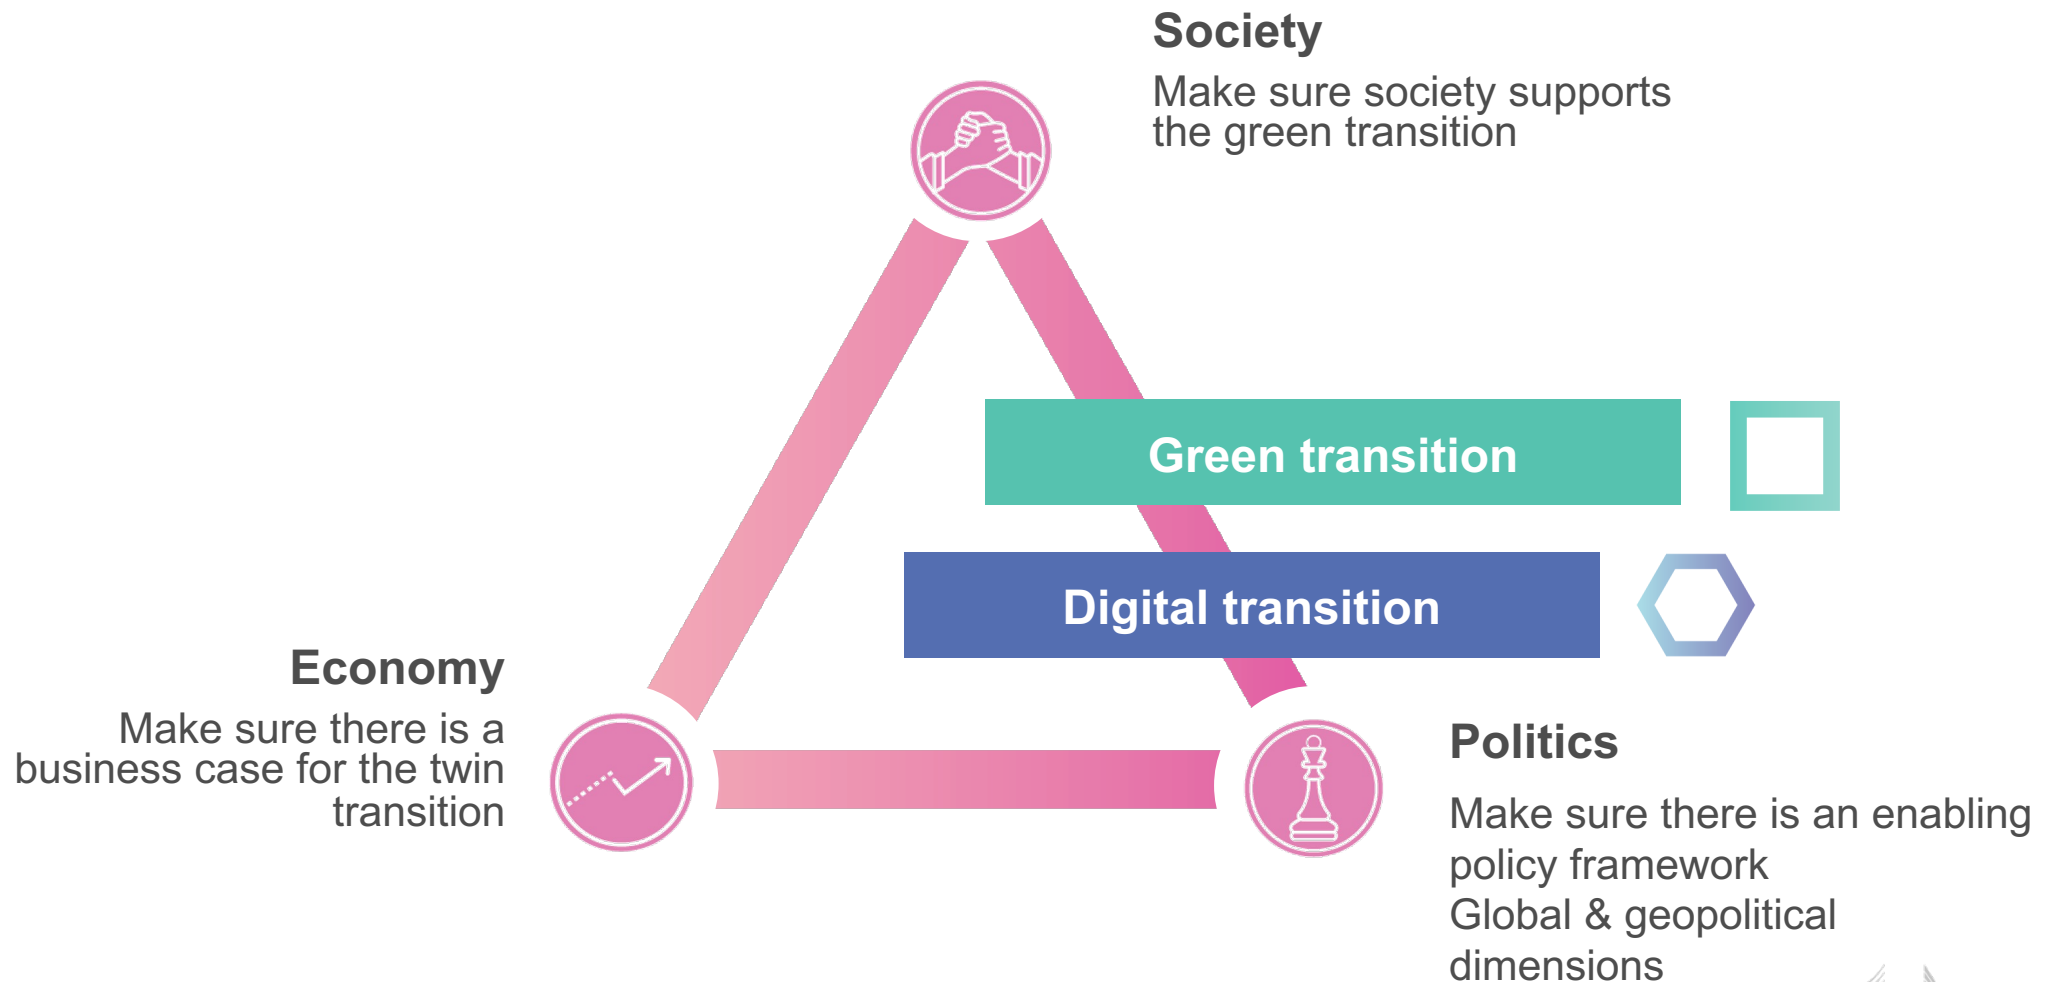 Society
Make sure society supports
the green transition
Green transition
Digital transition
Economy
Make sure there is a
business case for the twin
transition
Politics
Make sure there is an enabling
policy framework
Global & geopolitical
dimensions